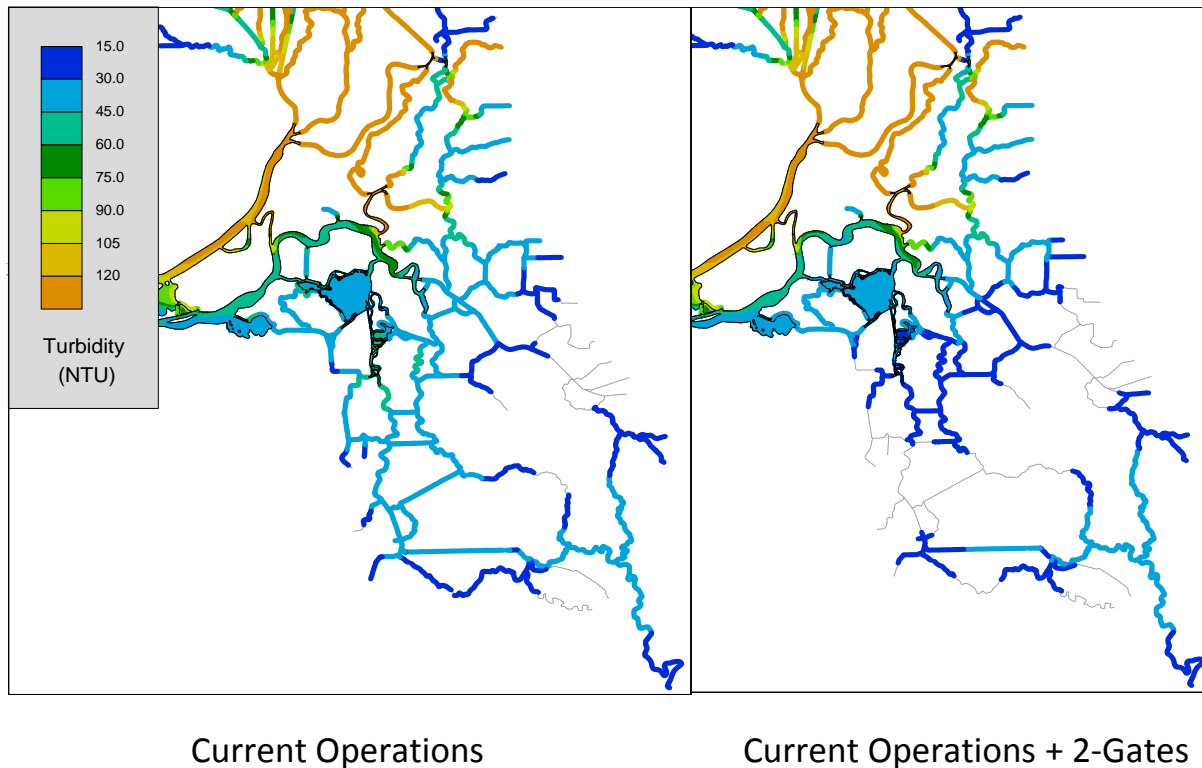 15.0
30.0
45.0
60.0
75.0
90.0
105
120
Turbidity
(NTU)
Current Operations
Current Operations + 2-Gates